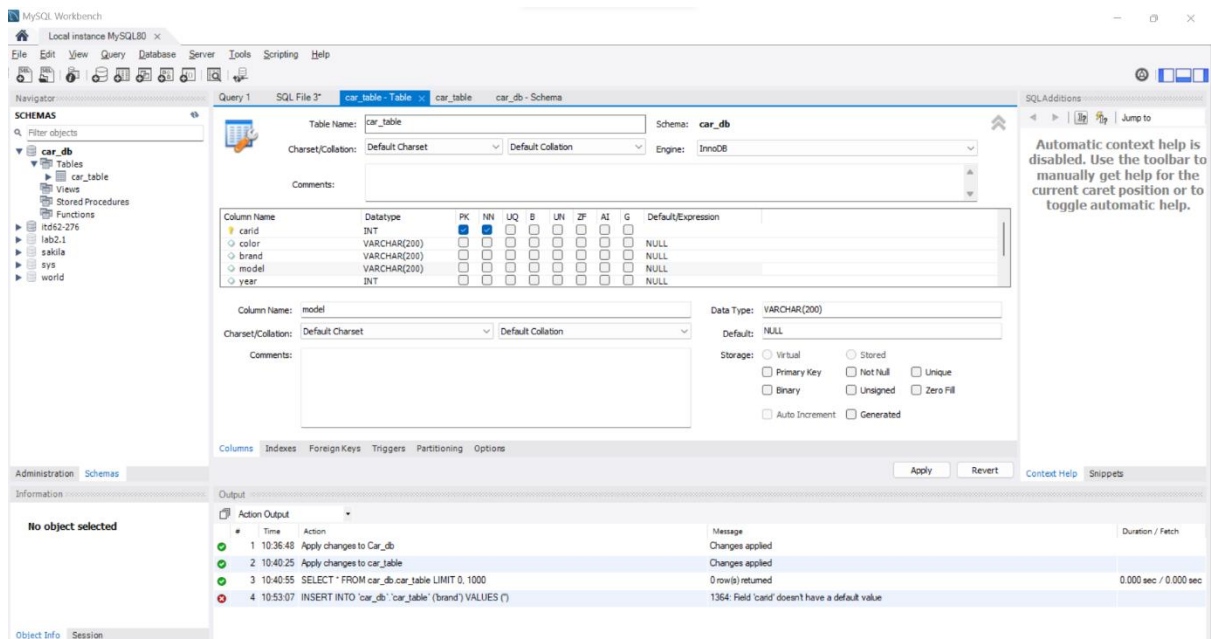 MySQL Workbench
Local instance MySQL80
File Edit View Query Database Server Tools Scripting Help
Navigator
SCHEMAS
Filter objects
car_db
Tables
car_table
Views
Stored Procedures
Functions
itd62-276
lab2.1
sakila
sys
world
Administration Schemas
Information
No object selected
Object Info Session
Query 1 SQL File 3* car_table - Table car_table car_db - Schema
Table Name: car_table Schema: car_db
Charset/Collation: Default Charset Default Collation Engine: InnoDB
Comments:
Column Name Datatype PK NN UQ B UN ZF AI G Default/Expression
carid INT
color VARCHAR(200) NULL
brand VARCHAR(200) NULL
model VARCHAR(200) NULL
year INT NULL
Column Name: model Data Type: VARCHAR(200)
Charset/Collation: Default Charset Default Collation Default: NULL
Comments: Storage: Virtual Stored
Primary Key Not Null Unique
Binary Unsigned Zero Fill
Auto Increment Generated
Columns Indexes Foreign Keys Triggers Partitioning Options
Apply Revert
Output
Action Output
# Time Action Message Duration / Fetch
1 10:36:48 Apply changes to Car_db Changes applied
2 10:40:25 Apply changes to car_table Changes applied
3 10:40:55 SELECT * FROM car_db.car_table LIMIT 0, 1000 0 row(s) returned 0.000 sec / 0.000 sec
4 10:53:07 INSERT INTO `car_db`.`car_table` (`brand`) VALUES ('') 1364: Field 'carid' doesn't have a default value
SQLAdditions
Jump to
Automatic context help is
disabled. Use the toolbar to
manually get help for the
current caret position or to
toggle automatic help.
Context Help Snippets